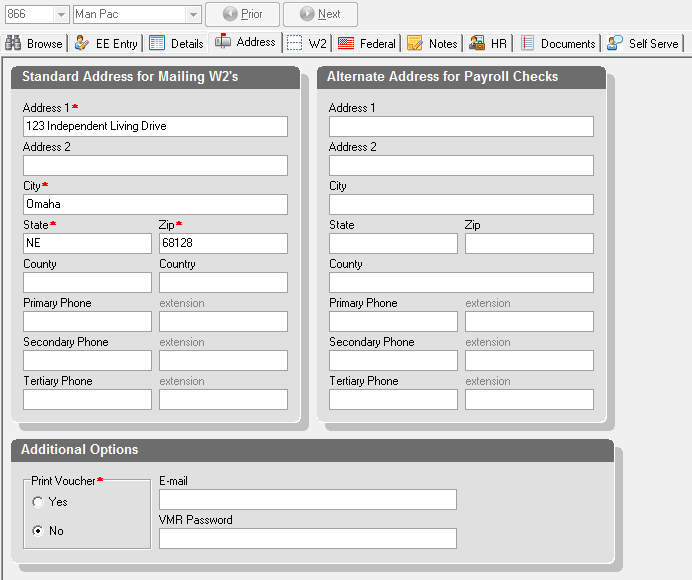 866 Man Pac Prior Next
Browse EE Entry Details Address W2 Federal Notes HR Documents Self Serve
Standard Address for Mailing W2's
Address 1*
123 Independent Living Drive
Address 2
City*
Omaha
State* Zip*
NE 68128
County Country
Primary Phone extension
Secondary Phone extension
Tertiary Phone extension
Alternate Address for Payroll Checks
Address 1
Address 2
City
State Zip
County
Primary Phone extension
Secondary Phone extension
Tertiary Phone extension
Additional Options
Print Voucher*
Yes
No
E-mail
VMR Password